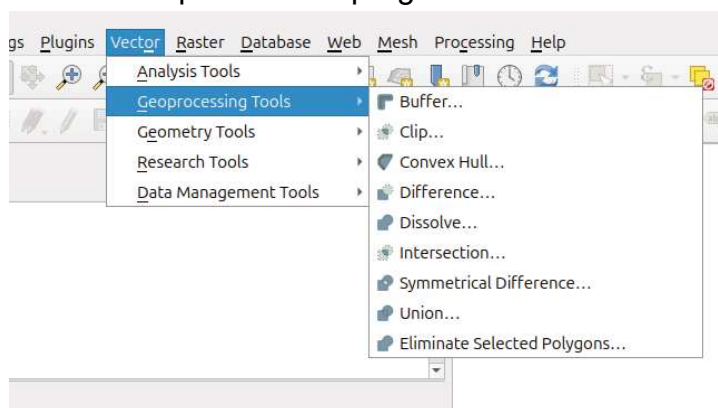 gs Plugins Vector Raster Database Web Mesh Processing Help
Analysis Tools
Geoprocessing Tools
Geometry Tools
Research Tools
Data Management Tools
Buffer...
Clip...
Convex Hull...
Difference...
Dissolve...
Intersection...
Symmetrical Difference...
Union...
Eliminate Selected Polygons...